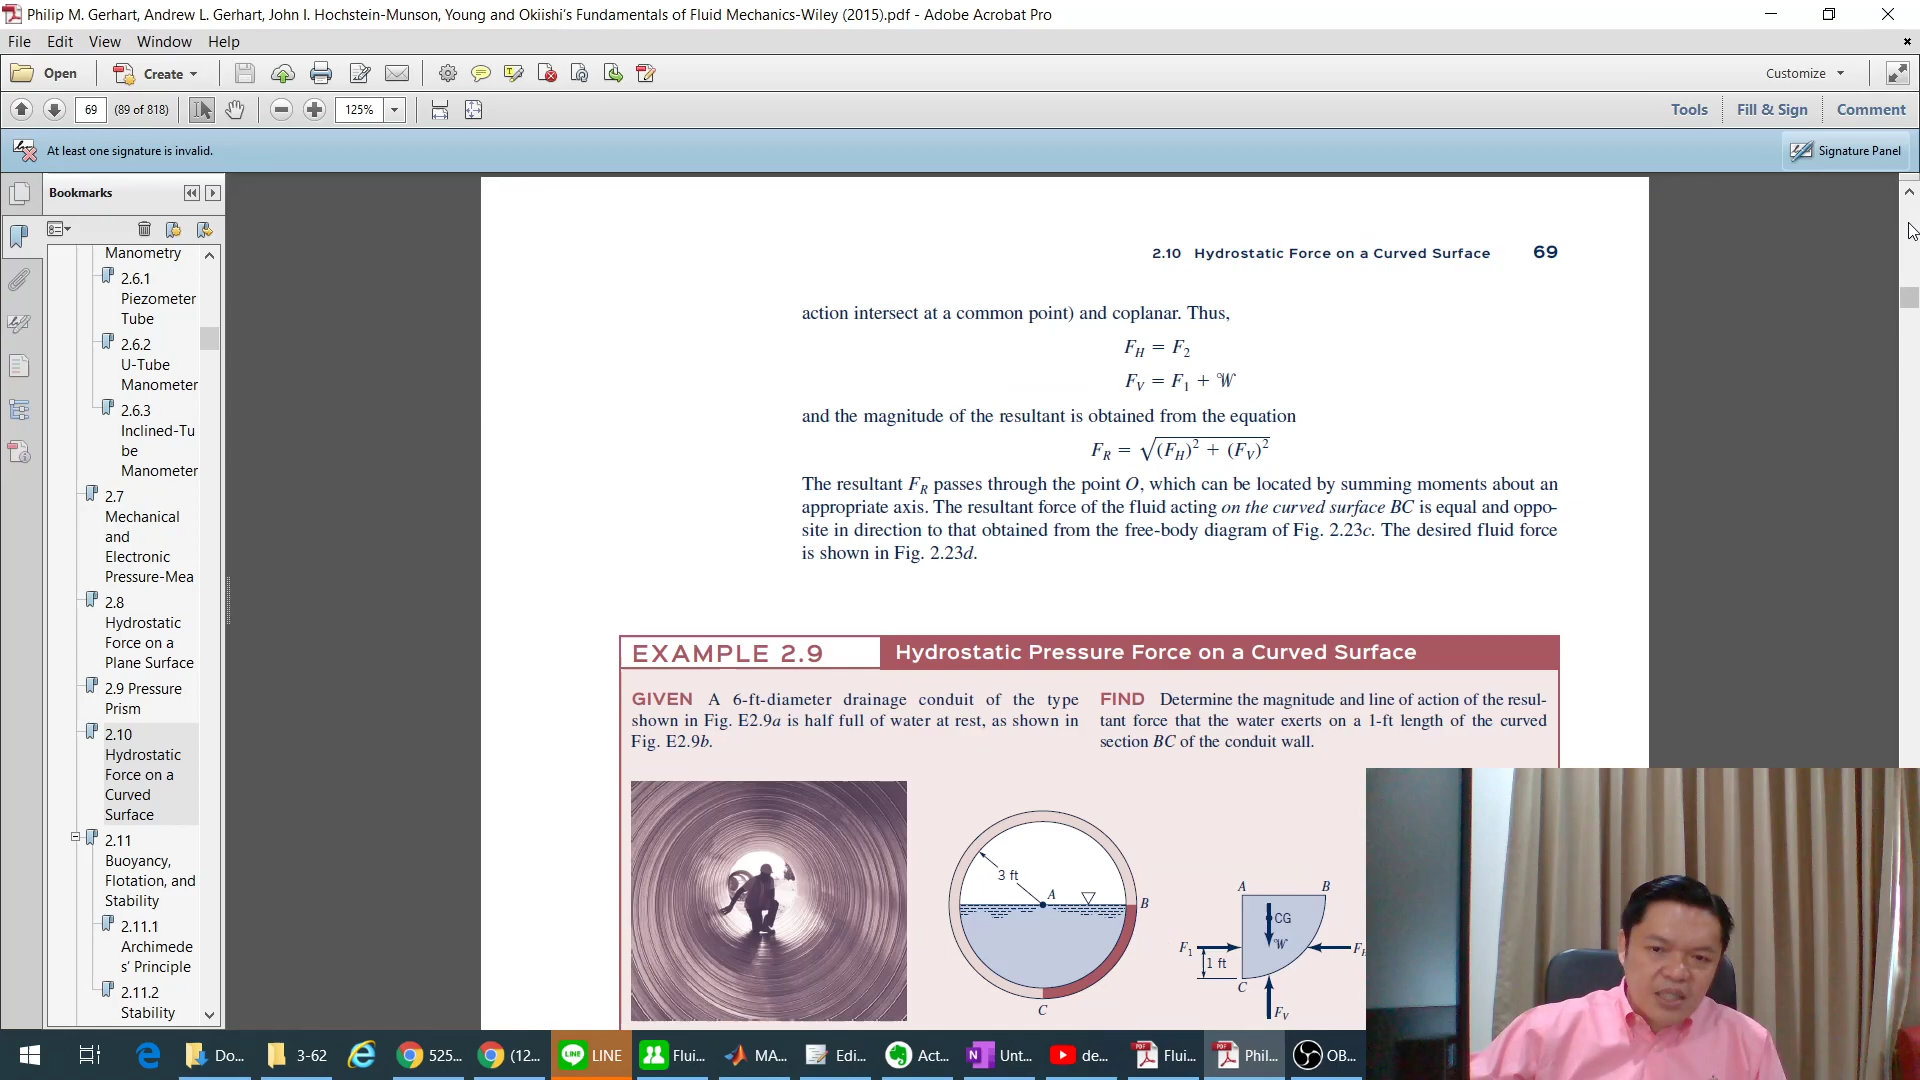 Philip M. Gerhart, Andrew L. Gerhart, John I. Hochstein-Munson, Young and Okiishi's Fundamentals of Fluid Mechanics-Wiley (2015).pdf - Adobe Acrobat Pro
File Edit View Window Help
Open Create Customize
69 (89 of 818) 125% Tools Fill & Sign Comment
At least one signature is invalid. Signature Panel
Bookmarks
Manometry
2.6.1
Piezometer
Tube
2.6.2
U-Tube
Manometer
2.6.3
Inclined-Tu
be
Manometer
2.7
Mechanical
and
Electronic
Pressure-Mea
2.8
Hydrostatic
Force on a
Plane Surface
2.9 Pressure
Prism
2.10
Hydrostatic
Force on a
Curved
Surface
2.11
Buoyancy,
Flotation, and
Stability
2.11.1
Archimede
s' Principle
2.11.2
Stability
2.10 Hydrostatic Force on a Curved Surface 69
action intersect at a common point) and coplanar. Thus,
F_H = F_2
F_V = F_1 + 𝒲
and the magnitude of the resultant is obtained from the equation
F_R = √(F_H)² + (F_V)²
The resultant F_R passes through the point O, which can be located by summing moments about an
appropriate axis. The resultant force of the fluid acting on the curved surface BC is equal and oppo-
site in direction to that obtained from the free-body diagram of Fig. 2.23c. The desired fluid force
is shown in Fig. 2.23d.
EXAMPLE 2.9 Hydrostatic Pressure Force on a Curved Surface
GIVEN A 6-ft-diameter drainage conduit of the type
shown in Fig. E2.9a is half full of water at rest, as shown in
Fig. E2.9b.
FIND Determine the magnitude and line of action of the resul-
tant force that the water exerts on a 1-ft length of the curved
section BC of the conduit wall.
3 ft
A
B
C
A B
CG
𝒲
F_1
1 ft
C
F_V
Do... 3-62 525... (12... LINE Flui... MA... Edi... Act... Unt... de... Flui... Phil... OB...